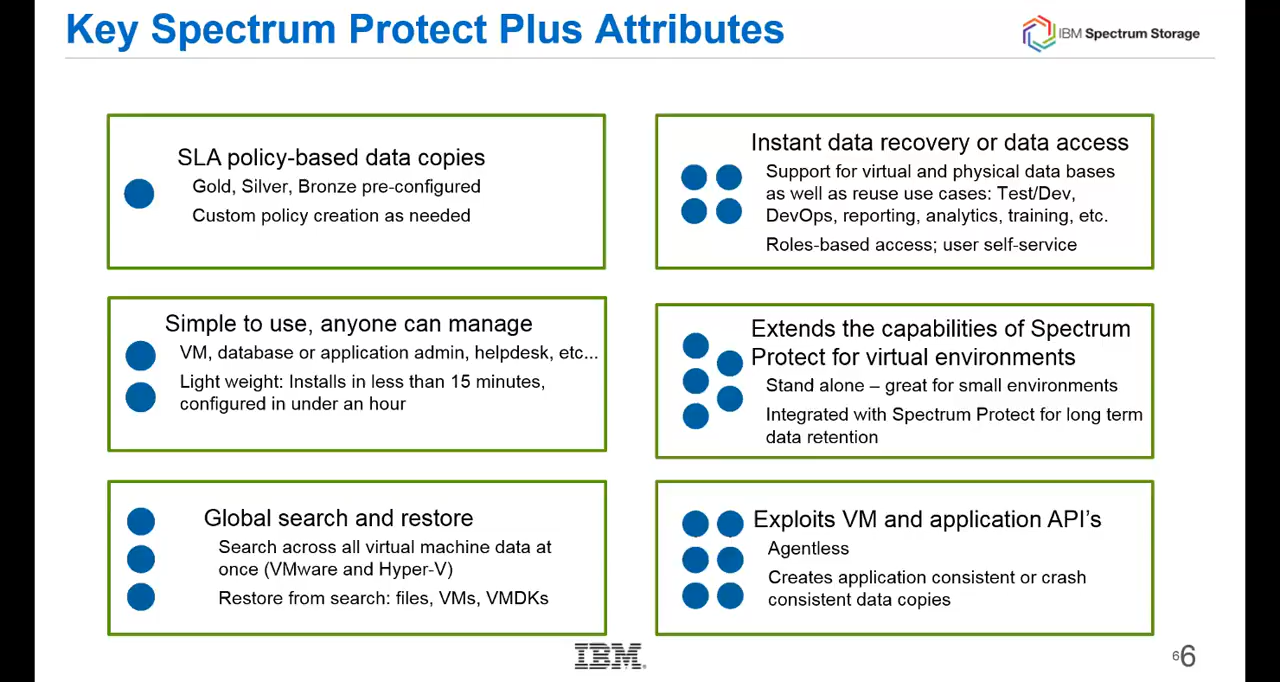 Key Spectrum Protect Plus Attributes
IBM Spectrum Storage
SLA policy-based data copies
Gold, Silver, Bronze pre-configured
Custom policy creation as needed
Simple to use, anyone can manage
VM, database or application admin, helpdesk, etc...
Light weight: Installs in less than 15 minutes,
configured in under an hour
Global search and restore
Search across all virtual machine data at
once (VMware and Hyper-V)
Restore from search: files, VMs, VMDKs
Instant data recovery or data access
Support for virtual and physical data bases
as well as reuse use cases: Test/Dev,
DevOps, reporting, analytics, training, etc.
Roles-based access; user self-service
Extends the capabilities of Spectrum
Protect for virtual environments
Stand alone – great for small environments
Integrated with Spectrum Protect for long term
data retention
Exploits VM and application API’s
Agentless
Creates application consistent or crash
consistent data copies
IBM®
6 6